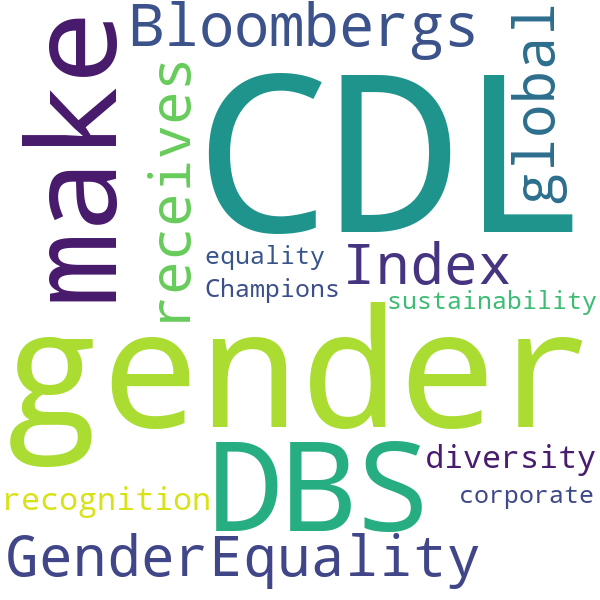 Bloombergs
make
receives
CDL
global
equality
Index
Champions
sustainability
gender
DBS
diversity
recognition
corporate
GenderEquality